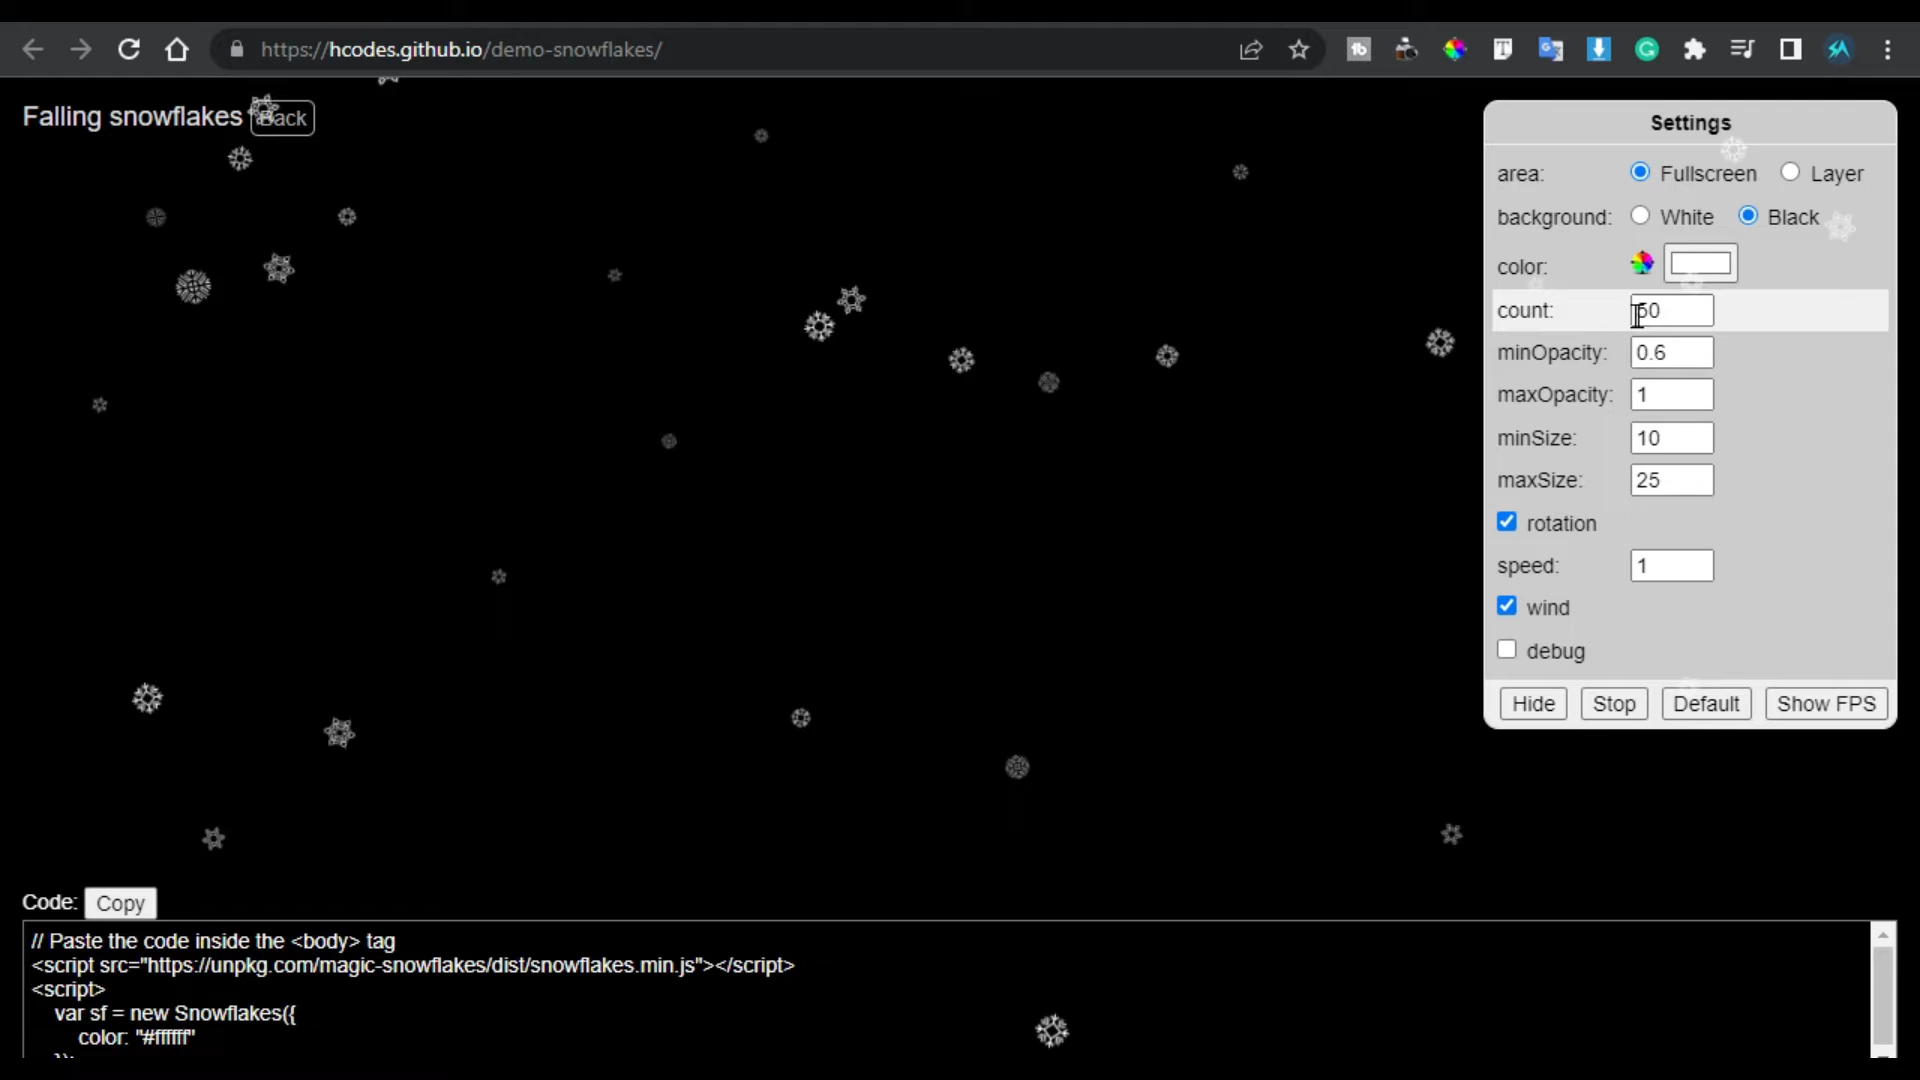 https://hcodes.github.io/demo-snowflakes/
Falling snowflakes Back
Settings
area: Fullscreen Layer
background: White Black
color:
count: 50
minOpacity: 0.6
maxOpacity: 1
minSize: 10
maxSize: 25
rotation
speed: 1
wind
debug
Hide Stop Default Show FPS
Code: Copy
// Paste the code inside the <body> tag
<script src="https://unpkg.com/magic-snowflakes/dist/snowflakes.min.js"></script>
<script>
var sf = new Snowflakes({
color: "#ffffff"
});